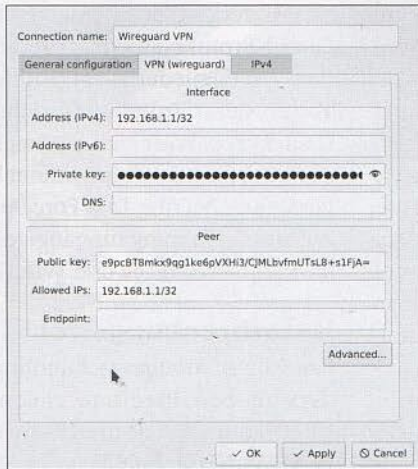 Connection name: Wireguard VPN
General configuration VPN (wireguard) IPv4
Interface
Address (IPv4): 192.168.1.1/32
Address (IPv6):
Private key: ●●●●●●●●●●●●●●●●●●●●●●●●●●●●●●
DNS:
Peer
Public key: e9pcBT8mkx9qg1ke6pVXHi3/CJMLbvfmUTsL8+s1FjA=
Allowed IPs: 192.168.1.1/32
Endpoint:
Advanced...
OK Apply Cancel